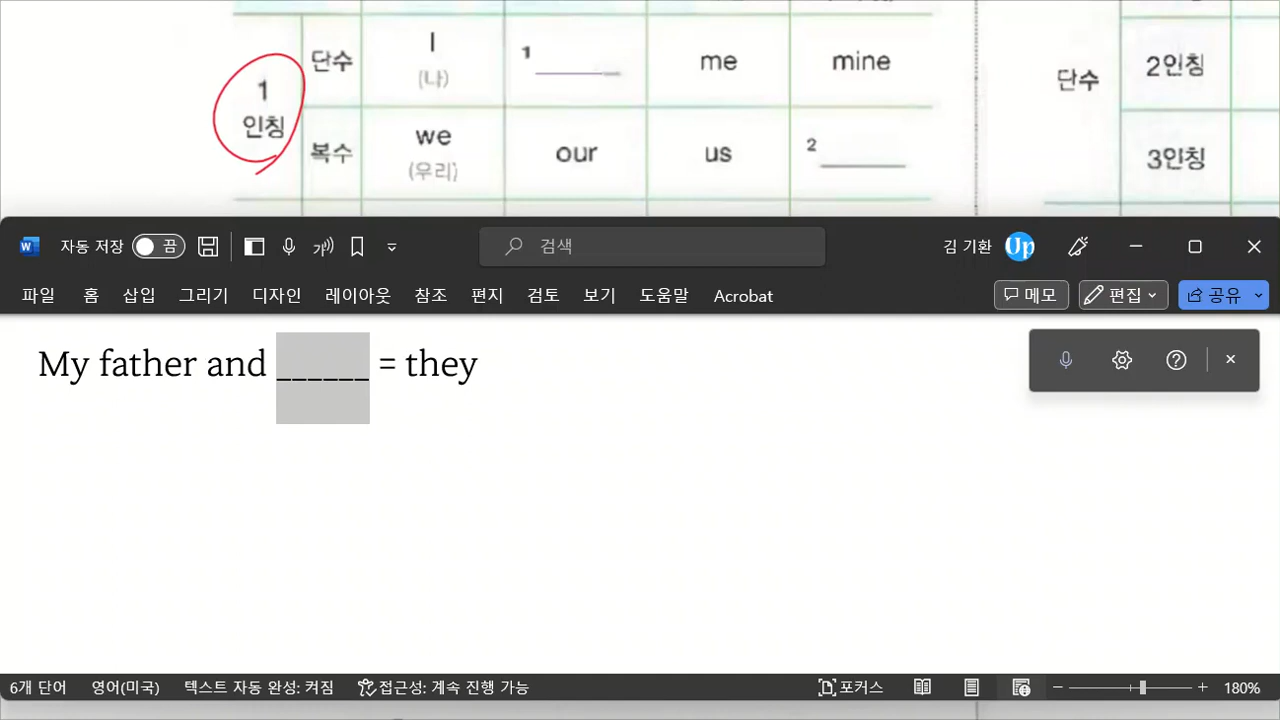 1
인칭
단수
I
(나)
1 ______
me
mine
복수
we
(우리)
our
us
2 ______
단수
2인칭
3인칭
W
자동 저장
끔
검색
김 기환
Up
파일 홈 삽입 그리기 디자인 레이아웃 참조 편지 검토 보기 도움말 Acrobat
메모
편집
공유
My father and ______ = they
6개 단어 영어(미국) 텍스트 자동 완성: 켜짐 접근성: 계속 진행 가능
포커스
180%